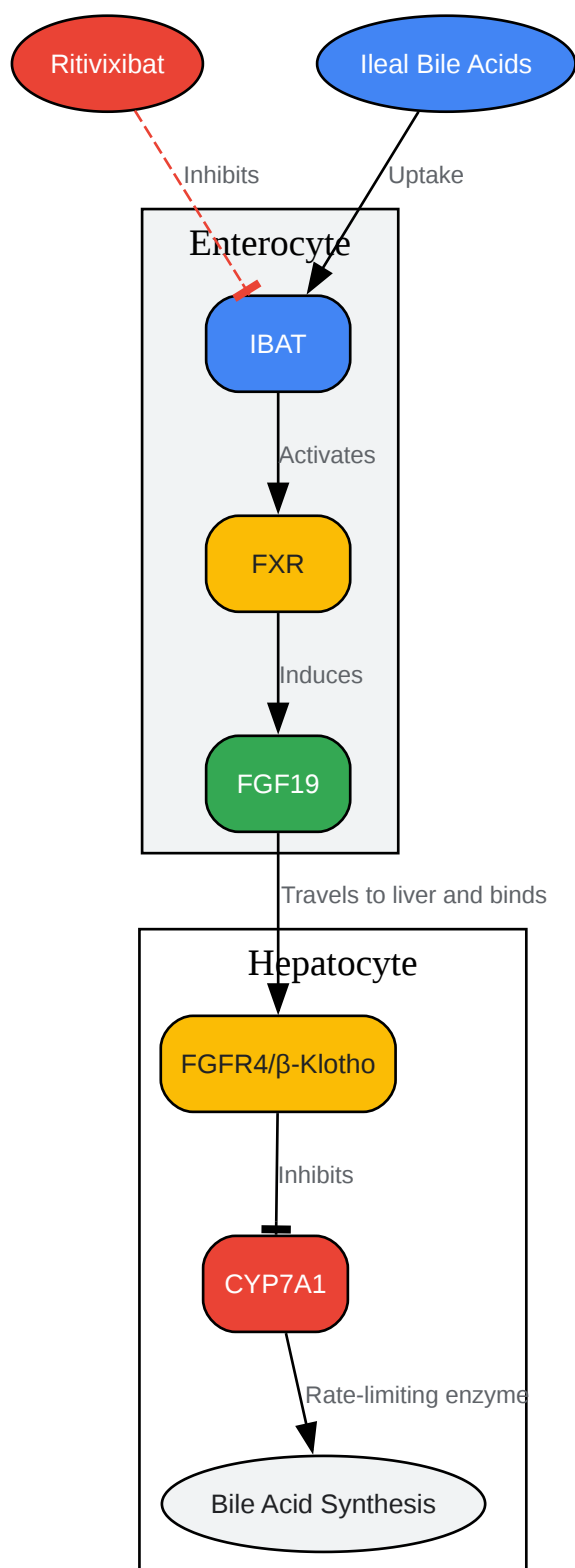 Ritivixibat
Ileal Bile Acids
Inhibits
Uptake
Enterocyte
IBAT
Activates
FXR
Induces
FGF19
Travels to liver and binds
Hepatocyte
FGFR4/β-Klotho
Inhibits
CYP7A1
Rate-limiting enzyme
Bile Acid Synthesis